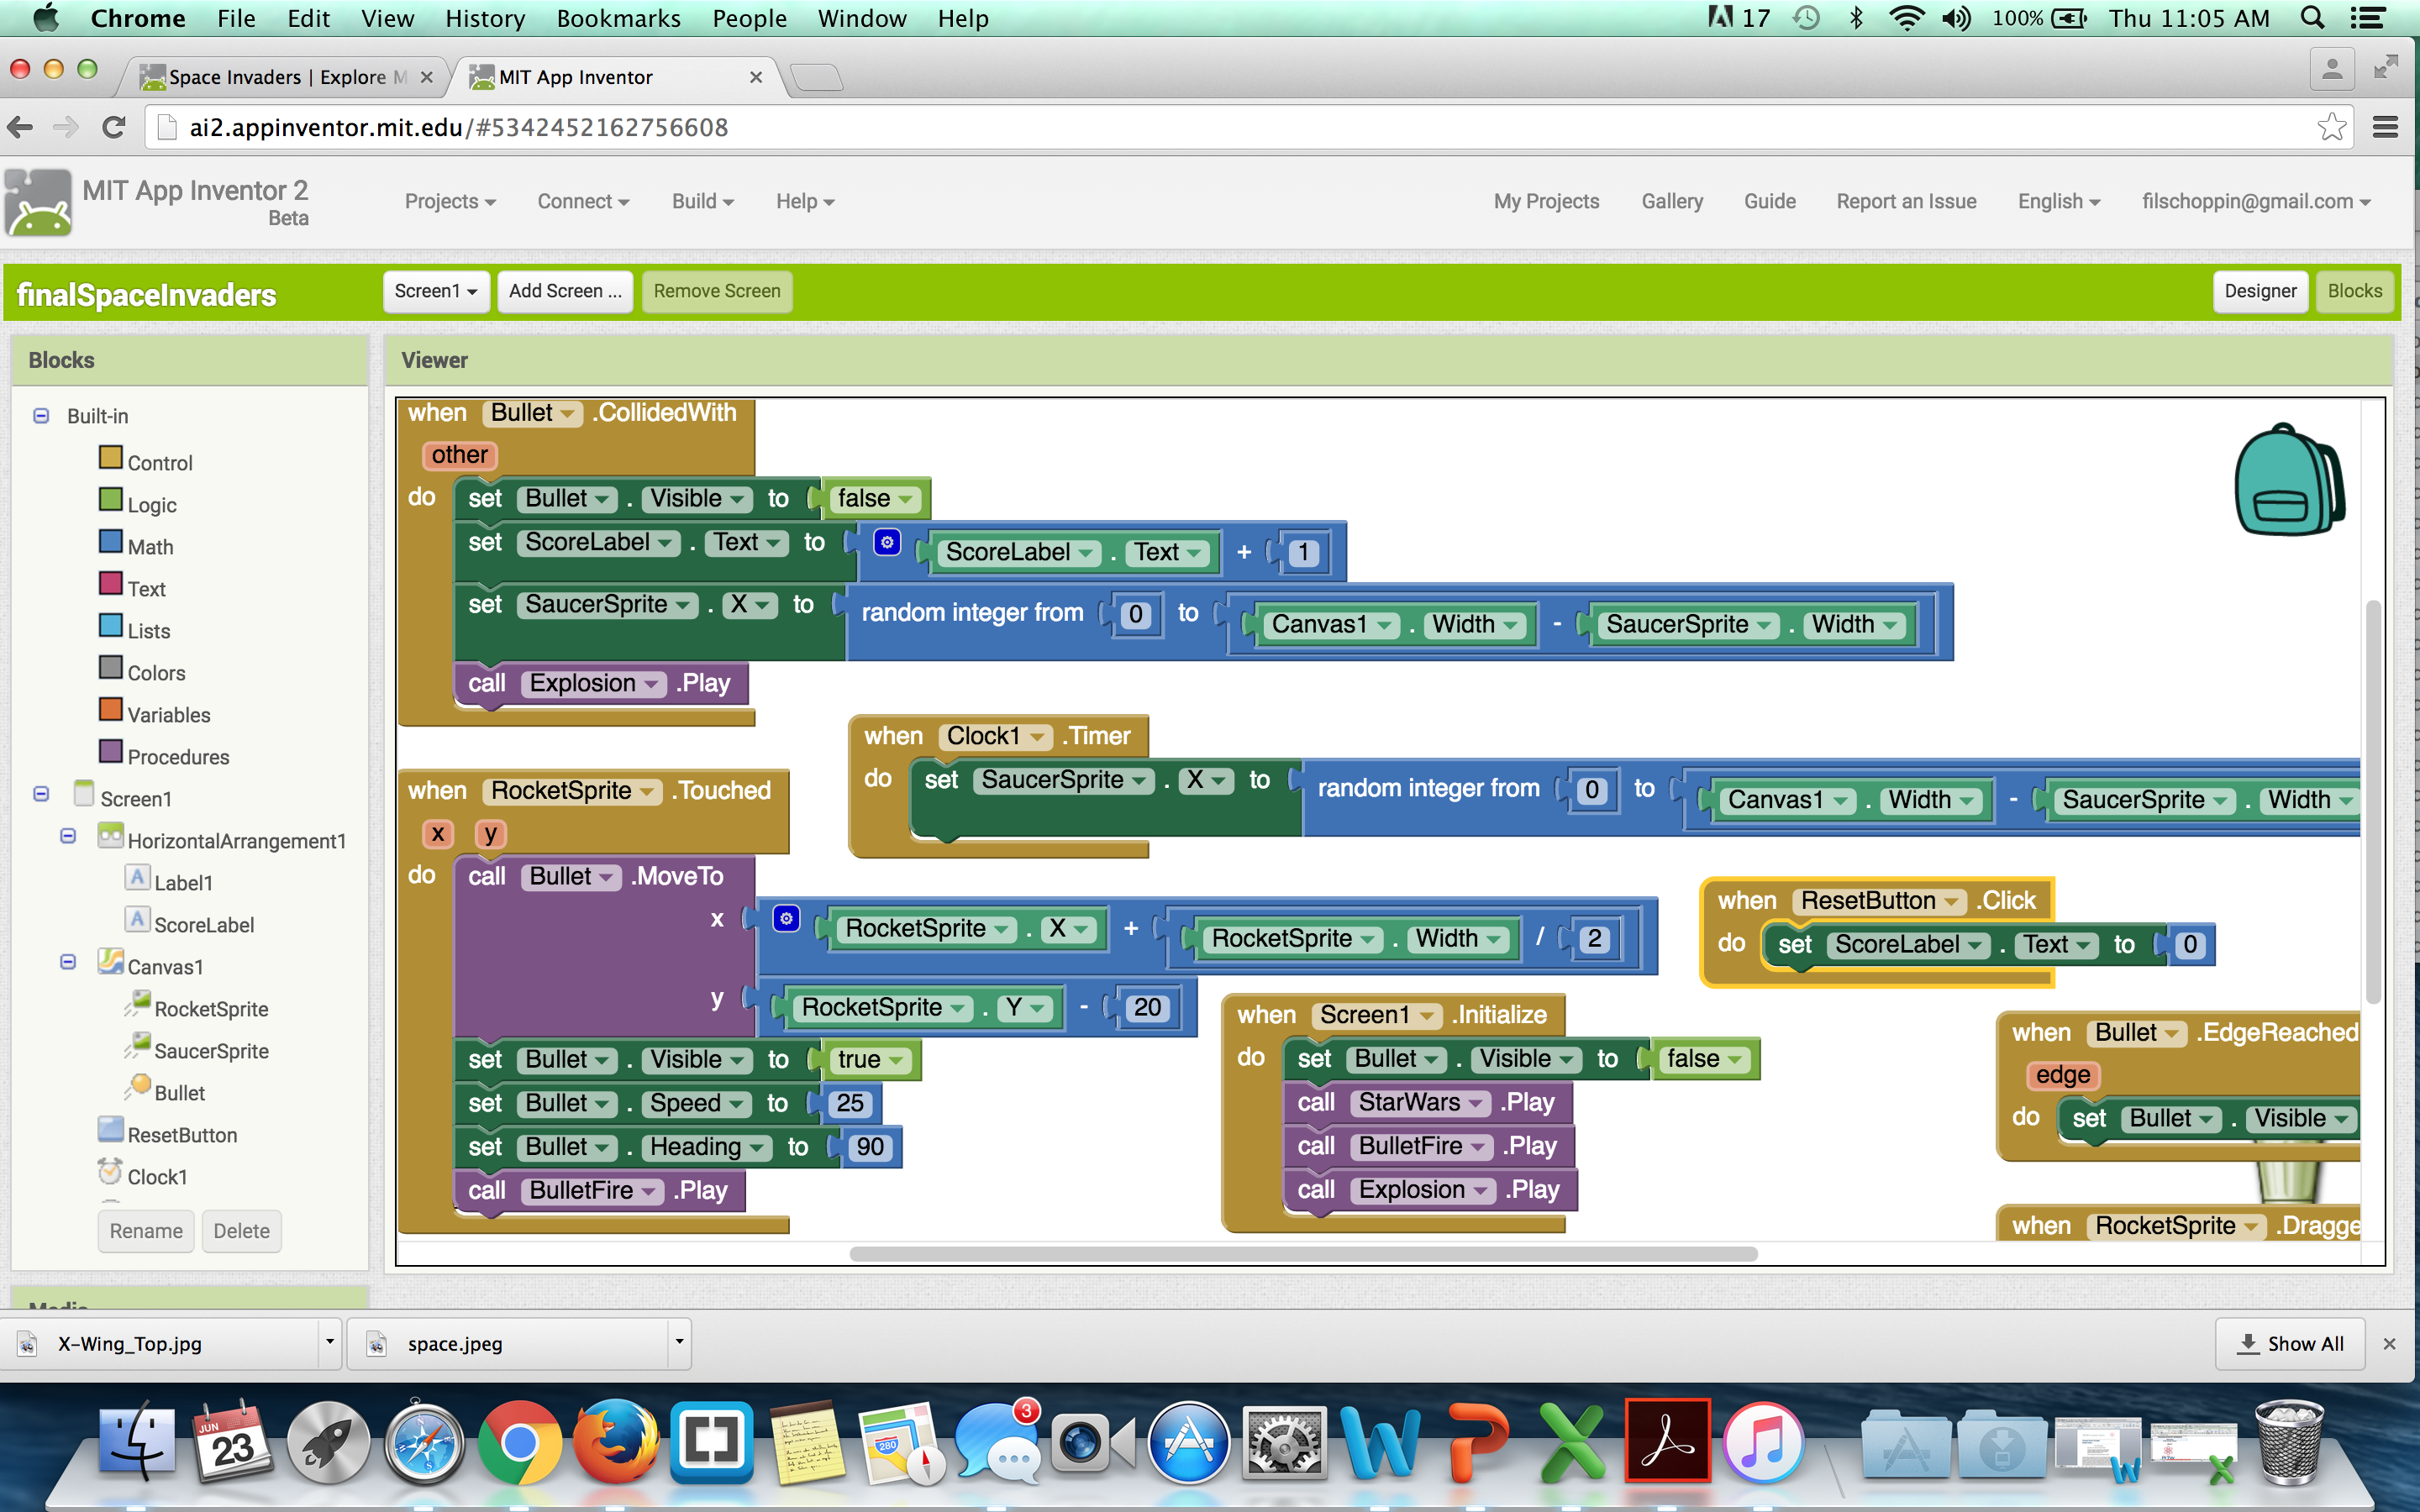 Chrome File Edit View History Bookmarks People Window Help 17 100% Thu 11:05 AM
Space Invaders | Explore M MIT App Inventor
ai2.appinventor.mit.edu/#5342452162756608
MIT App Inventor 2
Beta
Projects Connect Build Help My Projects Gallery Guide Report an Issue English filschoppin@gmail.com
finalSpaceInvaders Screen1 Add Screen ... Remove Screen Designer Blocks
Blocks
Built-in
Control
Logic
Math
Text
Lists
Colors
Variables
Procedures
Screen1
HorizontalArrangement1
Label1
ScoreLabel
Canvas1
RocketSprite
SaucerSprite
Bullet
ResetButton
Clock1
Rename Delete
Media
Viewer
when Bullet .CollidedWith
other
do set Bullet . Visible to false
set ScoreLabel . Text to ScoreLabel . Text + 1
set SaucerSprite . X to random integer from 0 to Canvas1 . Width - SaucerSprite . Width
call Explosion .Play
when Clock1 .Timer
do set SaucerSprite . X to random integer from 0 to Canvas1 . Width - SaucerSprite . Width
when RocketSprite .Touched
x y
do call Bullet .MoveTo
x RocketSprite . X + RocketSprite . Width / 2
y RocketSprite . Y - 20
set Bullet . Visible to true
set Bullet . Speed to 25
set Bullet . Heading to 90
call BulletFire .Play
when ResetButton .Click
do set ScoreLabel . Text to 0
when Screen1 .Initialize
do set Bullet . Visible to false
call StarWars .Play
call BulletFire .Play
call Explosion .Play
when Bullet .EdgeReached
edge
do set Bullet . Visible
when RocketSprite .Dragge
X-Wing_Top.jpg space.jpeg Show All
JUN
23
280
3